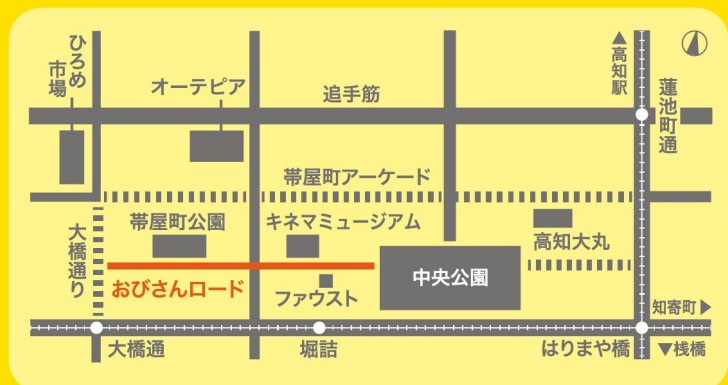 ひろめ
市場
オーテピア
追手筋
▲高知駅
蓮池町通
帯屋町アーケード
大橋通り
帯屋町公園
キネマミュージアム
高知大丸
おびさんロード
ファウスト
中央公園
知寄町▶
大橋通
堀詰
はりまや橋
▼桟橋